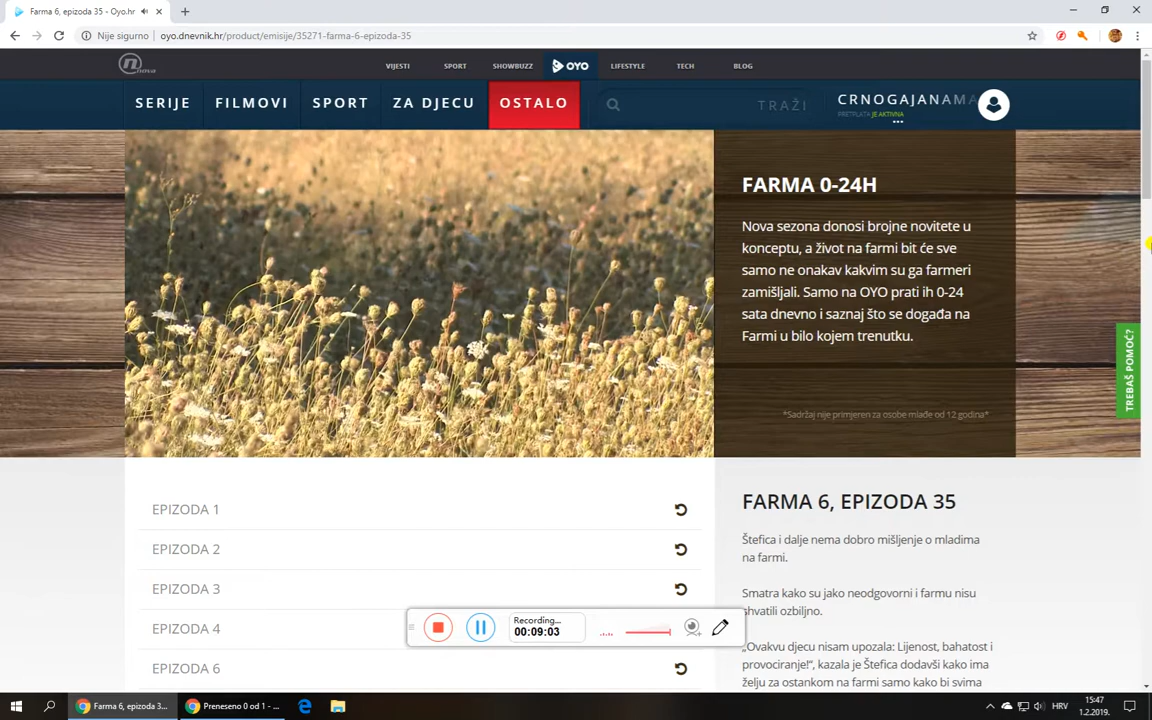 Farma 6, epizoda 35 - Oyo.hr
Nije sigurno
oyo.dnevnik.hr/product/emisije/35271-farma-6-epizoda-35
nova
VIJESTI
SPORT
SHOWBUZZ
OYO
LIFESTYLE
TECH
BLOG
SERIJE
FILMOVI
SPORT
ZA DJECU
OSTALO
TRAŽI
CRNOGAJANAMA
PRETPLATA JE AKTIVNA
FARMA 0-24H
Nova sezona donosi brojne novitete u
konceptu, a život na farmi bit će sve
samo ne onakav kakvim su ga farmeri
zamišljali. Samo na OYO prati ih 0-24
sata dnevno i saznaj što se događa na
Farmi u bilo kojem trenutku.
*Sadržaj nije primjeren za osobe mlađe od 12 godina*
TREBAŠ POMOĆ?
EPIZODA 1
EPIZODA 2
EPIZODA 3
EPIZODA 4
EPIZODA 6
FARMA 6, EPIZODA 35
Štefica i dalje nema dobro mišljenje o mladima
na farmi.
Smatra kako su jako neodgovorni i farmu nisu
shvatili ozbiljno.
„Ovakvu djecu nisam upozala: Lijenost, bahatost i
provociranje!“, kazala je Štefica dodavši kako ima
želju za ostankom na farmi samo kako bi svima
Recording...
00:09:03
Farma 6, epizoda 3...
Preneseno 0 od 1 - ...
HRV
15:47
1.2.2019.